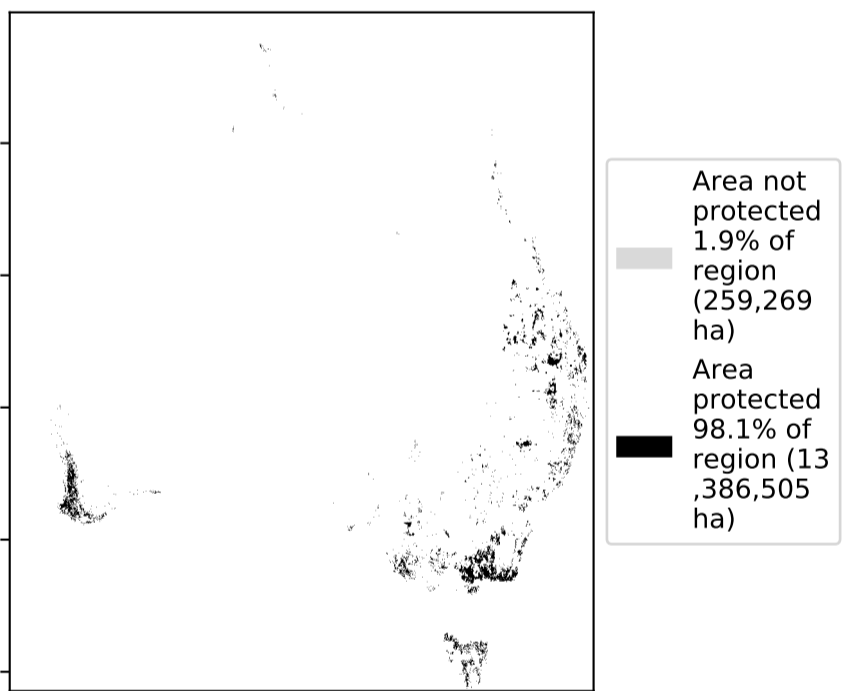 Area not
protected
1.9% of
region
(259,269
ha)
Area
protected
98.1% of
region (13
,386,505
ha)